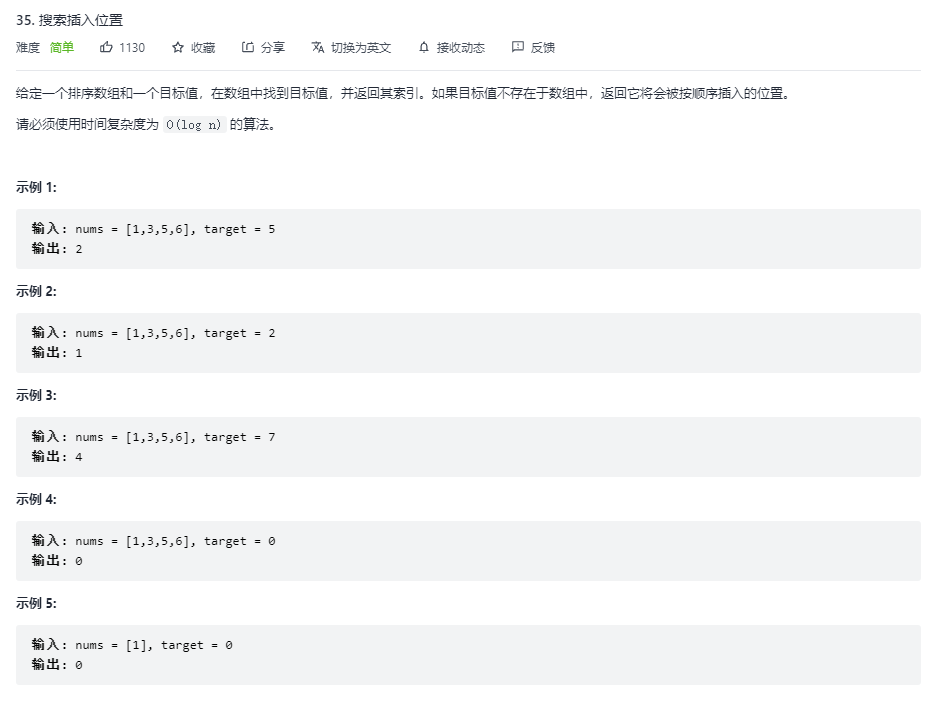 35. 搜索插入位置
难度 简单 1130 收藏 分享 切换为英文 接收动态 反馈
给定一个排序数组和一个目标值，在数组中找到目标值，并返回其索引。如果目标值不存在于数组中，返回它将会被按顺序插入的位置。
请必须使用时间复杂度为 O(log n) 的算法。
示例 1:
输入: nums = [1,3,5,6], target = 5
输出: 2
示例 2:
输入: nums = [1,3,5,6], target = 2
输出: 1
示例 3:
输入: nums = [1,3,5,6], target = 7
输出: 4
示例 4:
输入: nums = [1,3,5,6], target = 0
输出: 0
示例 5:
输入: nums = [1], target = 0
输出: 0